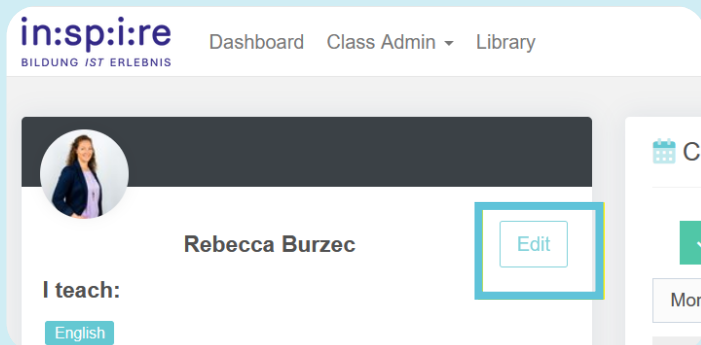 in:sp:i:re
BILDUNG IST ERLEBNIS
Dashboard Class Admin Library
Rebecca Burzec
Edit
I teach:
English